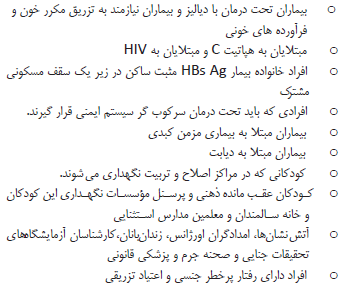 ○ بیماران تحت درمان با دیالیز و بیماران نیازمند به تزریق مکرر خون و
فرآورده های خونی
○ مبتلایان به هپاتیت C و مبتلایان به HIV
○ افراد خانواده بیمار HBs Ag مثبت ساکن در زیر یک سقف مسکونی
مشترک
○ افرادی که باید تحت درمان سرکوب گر سیستم ایمنی قرار گیرند.
○ بیماران مبتلا به بیماری مزمن کبدی
○ بیماران مبتلا به دیابت
○ کودکانی که در مراکز اصلاح و تربیت نگهداری می‌شوند.
○ کودکان عقب مانده ذهنی و پرسنل مؤسسات نگهداری این کودکان
و خانه سالمندان و معلمین مدارس استثنایی
○ آتش‌نشان‌ها، امدادگران اورژانس، زندان‌بانان،کارشناسان آزمایشگاه‌های
تحقیقات جنایی و صحنه جرم و پزشکی قانونی
○ افراد دارای رفتار پرخطر جنسی و اعتیاد تزریقی